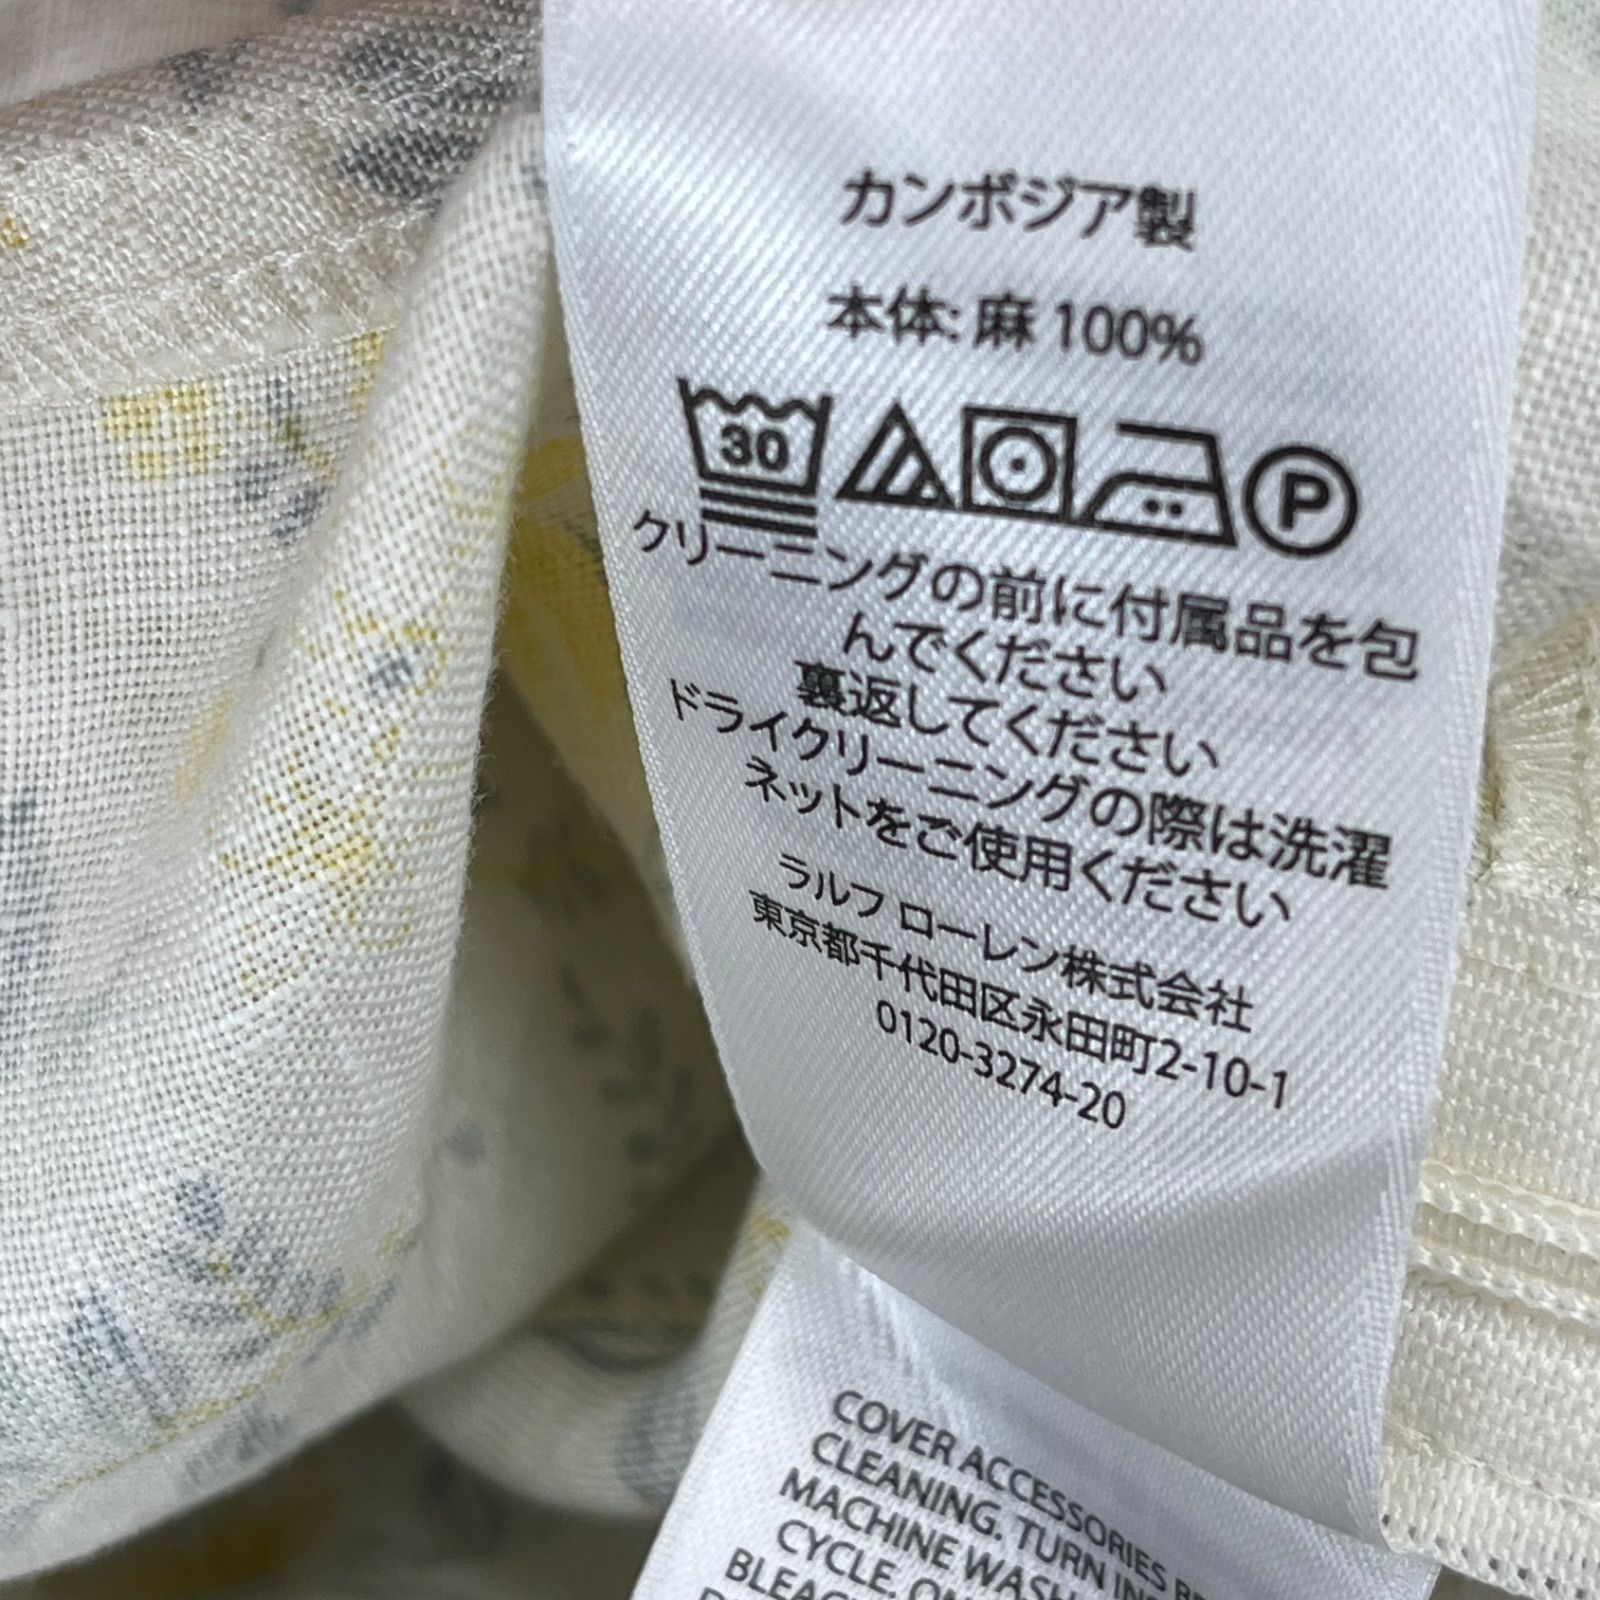 カンボジア製
本体: 麻 100%
30
P
クリーニングの前に付属品を包
んでください
裏返してください
ドライクリーニングの際は洗濯
ネットをご使用ください
ラルフ ローレン株式会社
東京都千代田区永田町2-10-1
0120-3274-20
COVER ACCESSORIES
CLEANING. TURN
MACHINE WASH
CYCLE.